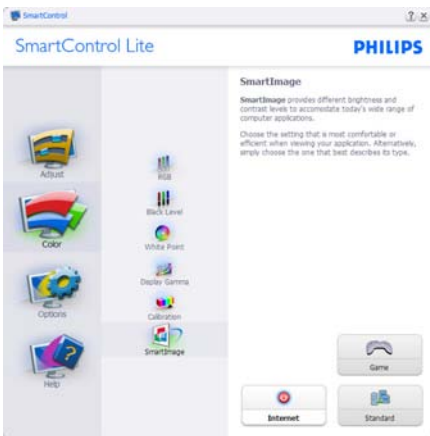 SmartControl
SmartControl Lite
PHILIPS
Adjust
Color
Options
Help
RGB
Black Level
White Point
Display Gamma
Calibration
SmartImage
SmartImage
SmartImage provides different brightness and
contrast levels to accomodate today's wide range of
computer applications.
Choose the setting that is most comfortable or
efficient when viewing your application. Alternatively,
simply choose the one that best describes its type.
Game
Internet
Standard